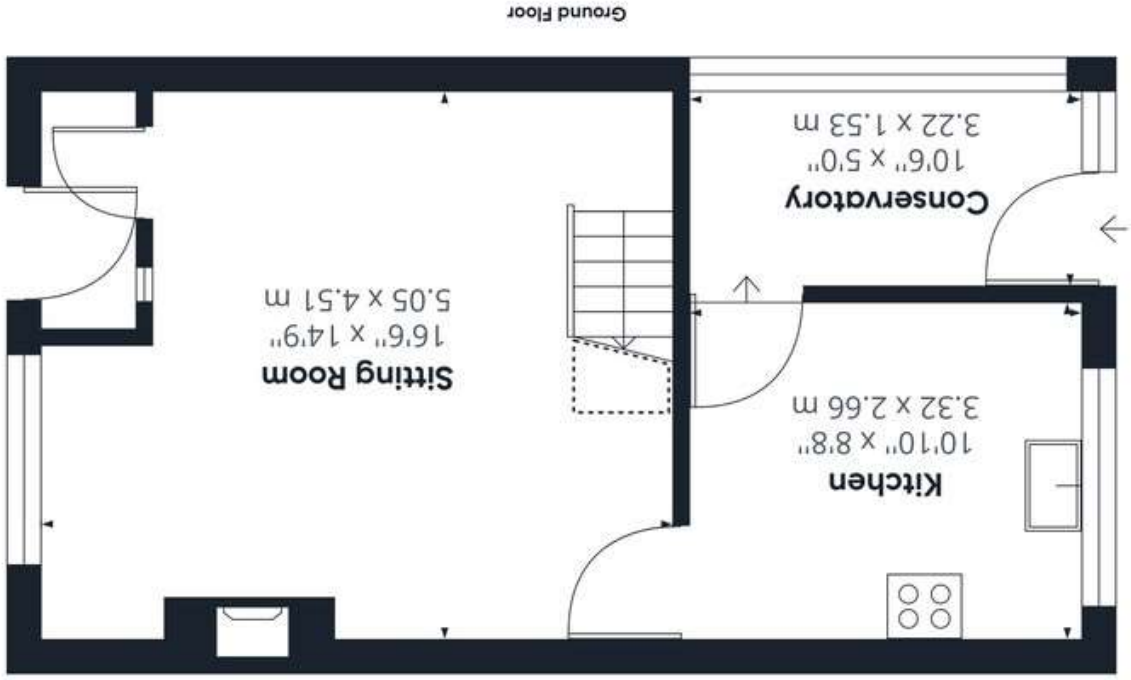 Kitchen
10'10" x 8'8"
3.32 x 2.66 m
Sitting Room
16'6" x 14'9"
5.05 x 4.51 m
Conservatory
10'6" x 5'0"
3.22 x 1.53 m
Ground Floor